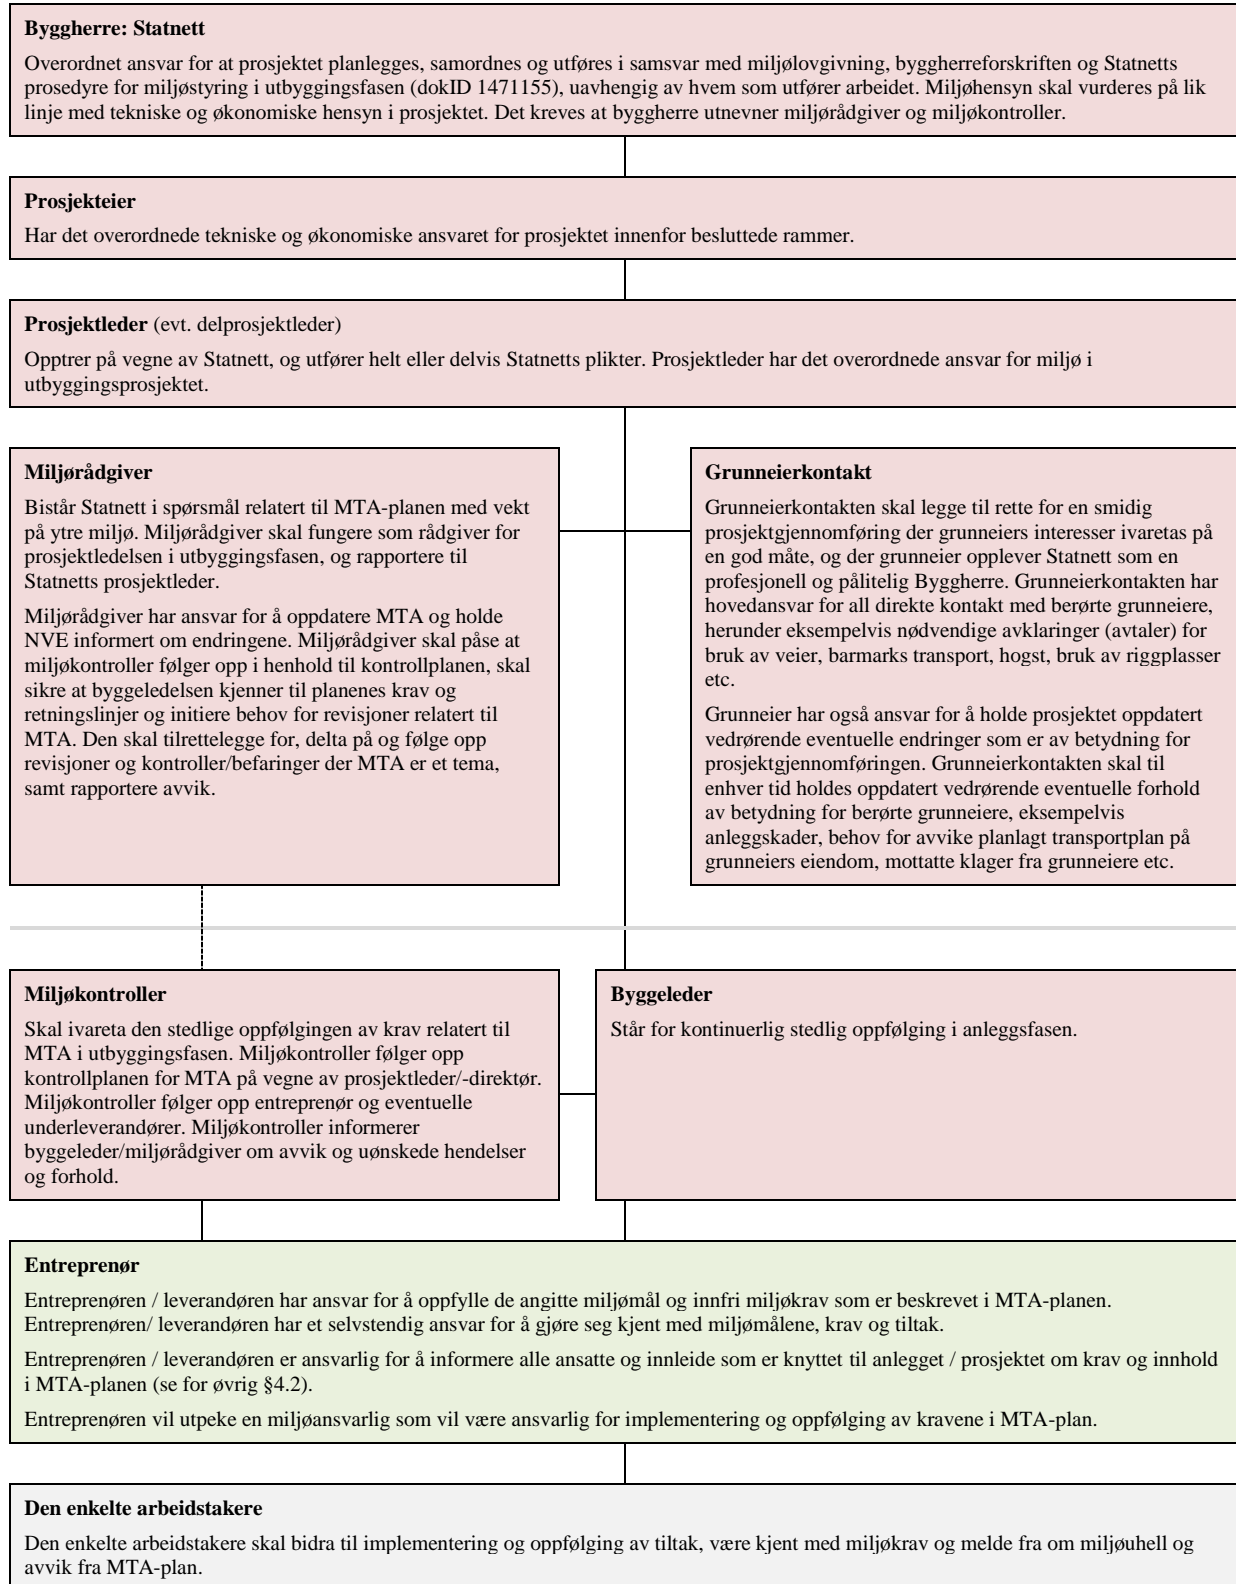 Byggherre: Statnett
Overordnet ansvar for at prosjektet planlegges, samordnes og utføres i samsvar med miljølovgivning, byggherreforskriften og Statnetts
prosedyre for miljøstyring i utbyggingsfasen (dokID 1471155), uavhengig av hvem som utfører arbeidet. Miljøhensyn skal vurderes på lik
linje med tekniske og økonomiske hensyn i prosjektet. Det kreves at byggherre utnevner miljørådgiver og miljøkontroller.
Prosjekteier
Har det overordnede tekniske og økonomiske ansvaret for prosjektet innenfor besluttede rammer.
Prosjektleder (evt. delprosjektleder)
Opptrer på vegne av Statnett, og utfører helt eller delvis Statnetts plikter. Prosjektleder har det overordnede ansvar for miljø i
utbyggingsprosjektet.
Miljørådgiver
Bistår Statnett i spørsmål relatert til MTA-planen med vekt
på ytre miljø. Miljørådgiver skal fungere som rådgiver for
prosjektledelsen i utbyggingsfasen, og rapportere til
Statnetts prosjektleder.
Miljørådgiver har ansvar for å oppdatere MTA og holde
NVE informert om endringene. Miljørådgiver skal påse at
miljøkontroller følger opp i henhold til kontrollplanen, skal
sikre at byggeledelsen kjenner til planenes krav og
retningslinjer og initiere behov for revisjoner relatert til
MTA. Den skal tilrettelegge for, delta på og følge opp
revisjoner og kontroller/befaringer der MTA er et tema,
samt rapportere avvik.
Grunneierkontakt
Grunneierkontakten skal legge til rette for en smidig
prosjektgjennomføring der grunneiers interesser ivaretas på
en god måte, og der grunneier opplever Statnett som en
profesjonell og pålitelig Byggherre. Grunneierkontakten har
hovedansvar for all direkte kontakt med berørte grunneiere,
herunder eksempelvis nødvendige avklaringer (avtaler) for
bruk av veier, barmarks transport, hogst, bruk av riggplasser
etc.
Grunneier har også ansvar for å holde prosjektet oppdatert
vedrørende eventuelle endringer som er av betydning for
prosjektgjennomføringen. Grunneierkontakten skal til
enhver tid holdes oppdatert vedrørende eventuelle forhold
av betydning for berørte grunneiere, eksempelvis
anleggskader, behov for avvike planlagt transportplan på
grunneiers eiendom, mottatte klager fra grunneiere etc.
Miljøkontroller
Skal ivareta den stedlige oppfølgingen av krav relatert til
MTA i utbyggingsfasen. Miljøkontroller følger opp
kontrollplanen for MTA på vegne av prosjektleder/-direktør.
Miljøkontroller følger opp entreprenør og eventuelle
underleverandører. Miljøkontroller informerer
byggeleder/miljørådgiver om avvik og uønskede hendelser
og forhold.
Byggeleder
Står for kontinuerlig stedlig oppfølging i anleggsfasen.
Entreprenør
Entreprenøren / leverandøren har ansvar for å oppfylle de angitte miljømål og innfri miljøkrav som er beskrevet i MTA-planen.
Entreprenøren/ leverandøren har et selvstendig ansvar for å gjøre seg kjent med miljømålene, krav og tiltak.
Entreprenøren / leverandøren er ansvarlig for å informere alle ansatte og innleide som er knyttet til anlegget / prosjektet om krav og innhold
i MTA-planen (se for øvrig §4.2).
Entreprenøren vil utpeke en miljøansvarlig som vil være ansvarlig for implementering og oppfølging av kravene i MTA-plan.
Den enkelte arbeidstakere
Den enkelte arbeidstakere skal bidra til implementering og oppfølging av tiltak, være kjent med miljøkrav og melde fra om miljøuhell og
avvik fra MTA-plan.